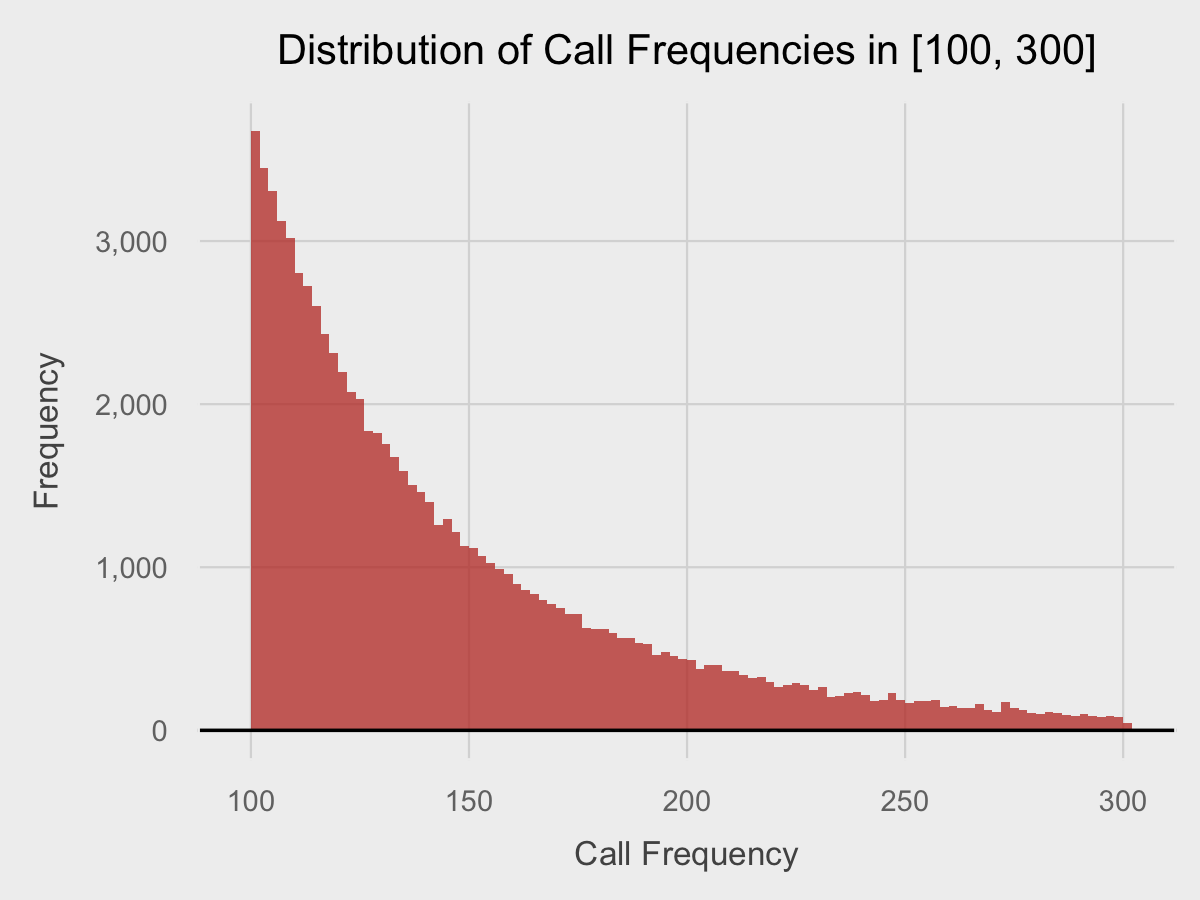 Distribution of Call Frequencies in [100, 300]
Frequency
3,000
2,000
1,000
0
100 150 200 250 300
Call Frequency